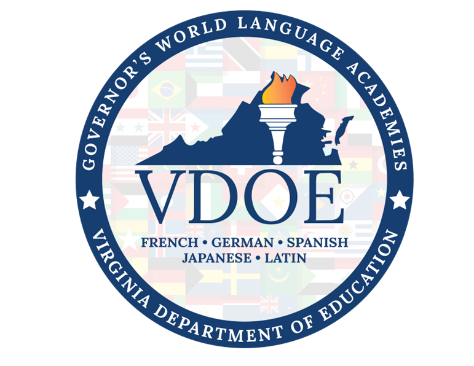 GOVERNOR'S WORLD LANGUAGE ACADEMIES
VDOE
FRENCH • GERMAN • SPANISH
JAPANESE • LATIN
VIRGINIA DEPARTMENT OF EDUCATION